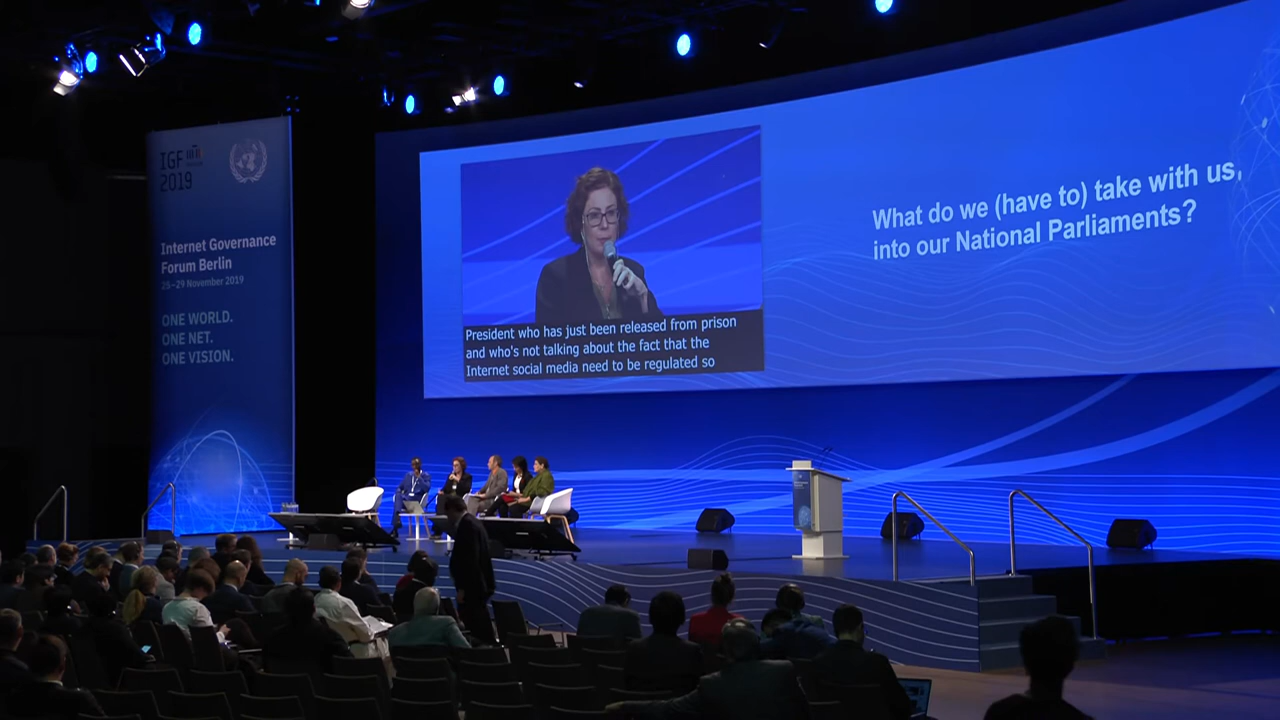 IGF
2019
Internet Governance
Forum Berlin
25–29 November 2019
ONE WORLD.
ONE NET.
ONE VISION.
President who has just been released from prison
and who's not talking about the fact that the
Internet social media need to be regulated so
What do we (have to) take with us,
into our National Parliaments?